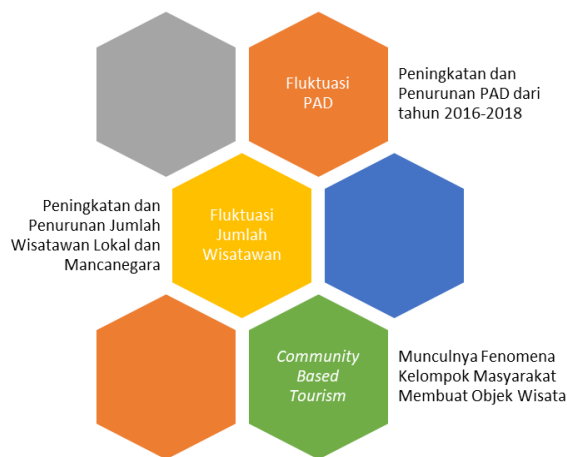 Fluktuasi
PAD
Peningkatan dan
Penurunan PAD dari
tahun 2016-2018
Peningkatan dan
Penurunan Jumlah
Wisatawan Lokal dan
Mancanegara
Fluktuasi
Jumlah
Wisatawan
Community
Based
Tourism
Munculnya Fenomena
Kelompok Masyarakat
Membuat Objek Wisata